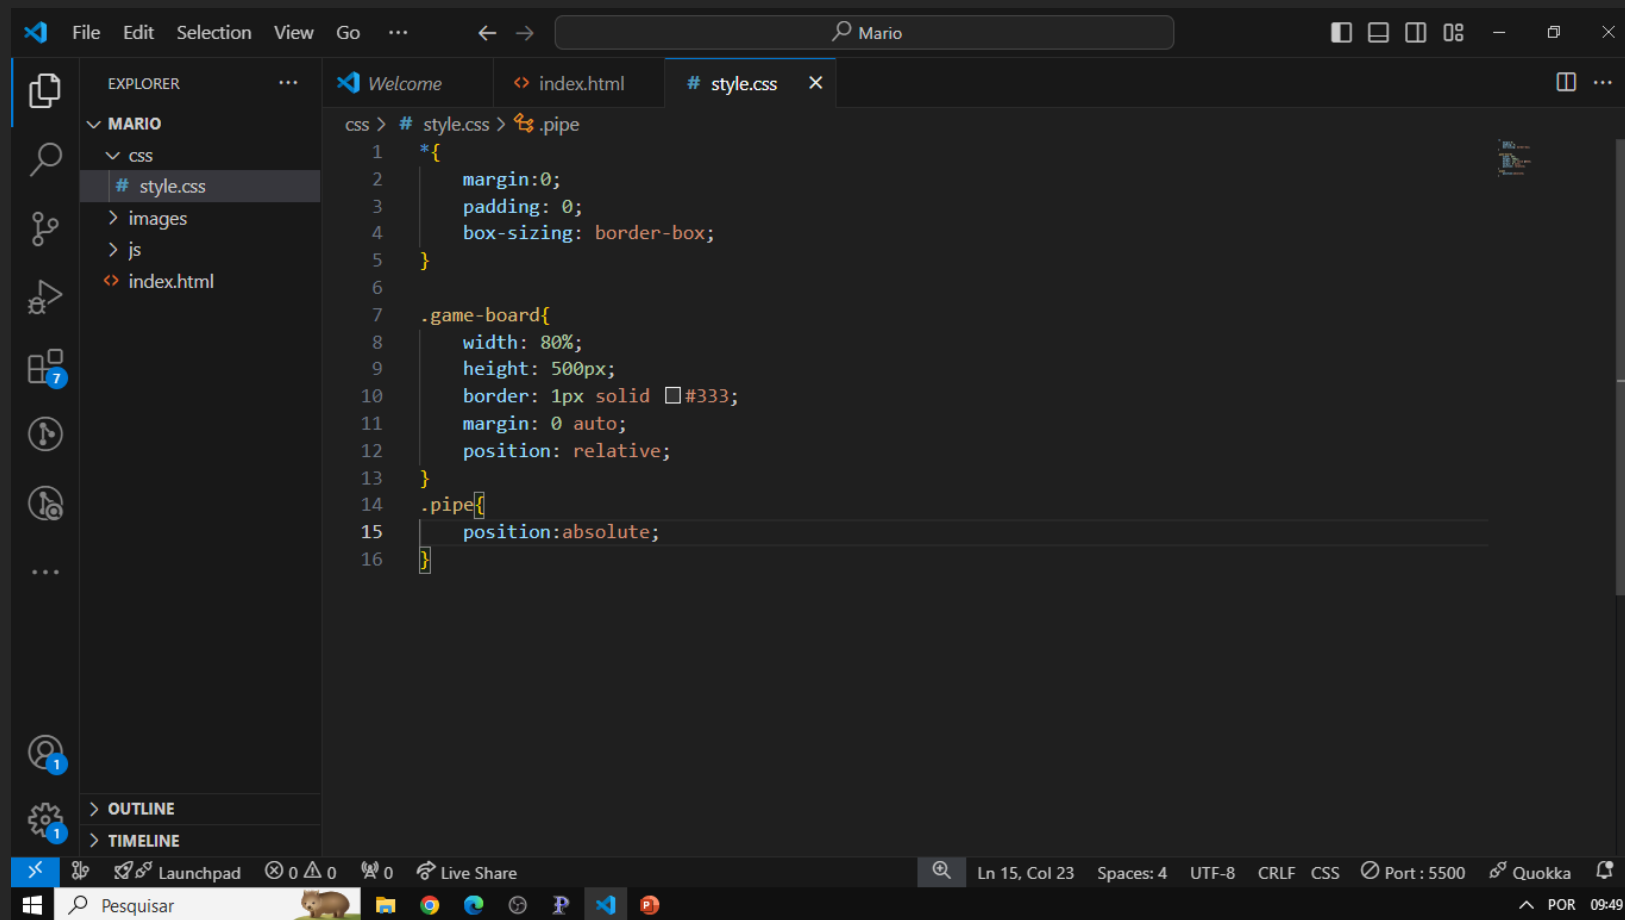 File Edit Selection View Go ··· Mario
EXPLORER ···
MARIO
css
# style.css
images
js
<> index.html
7
1
1
OUTLINE
TIMELINE
Welcome
<> index.html
# style.css
css > # style.css > .pipe
1 *{
2 margin:0;
3 padding: 0;
4 box-sizing: border-box;
5 }
6
7 .game-board{
8 width: 80%;
9 height: 500px;
10 border: 1px solid #333;
11 margin: 0 auto;
12 position: relative;
13 }
14 .pipe{
15 position:absolute;
16 }
Launchpad 0 0 0 Live Share Ln 15, Col 23 Spaces: 4 UTF-8 CRLF CSS Port : 5500 Quokka
Pesquisar POR 09:49